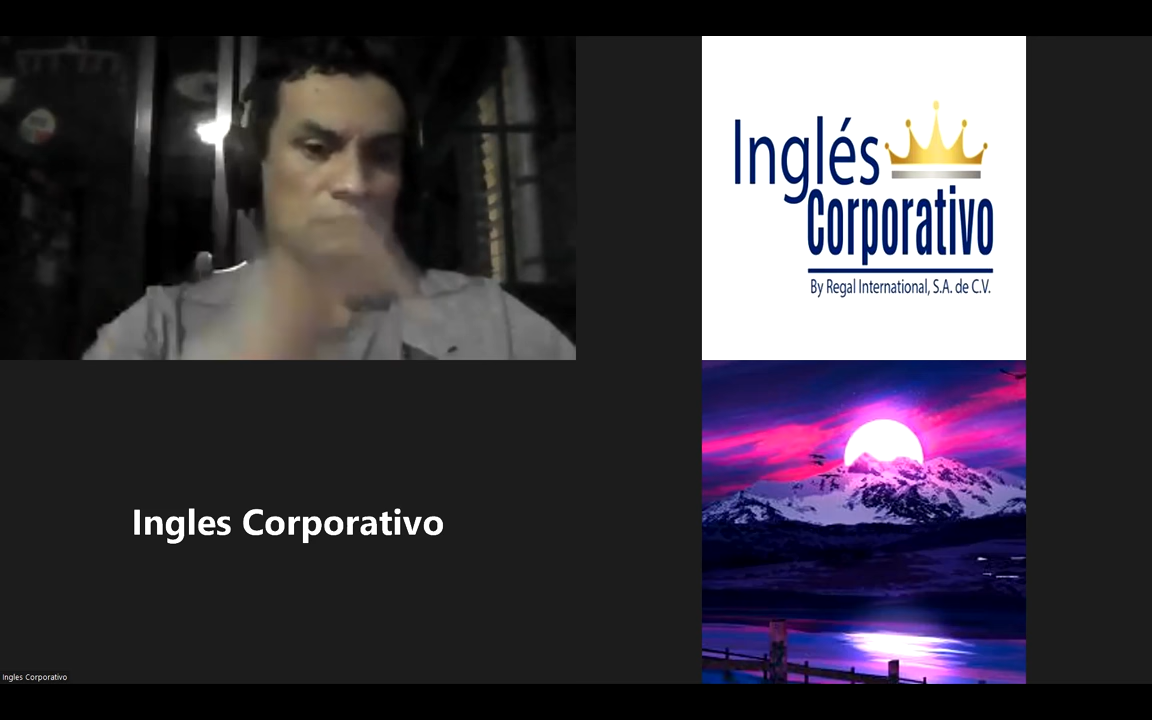 Inglés
Corporativo
By Regal International, S.A. de C.V.
Ingles Corporativo
Ingles Corporativo